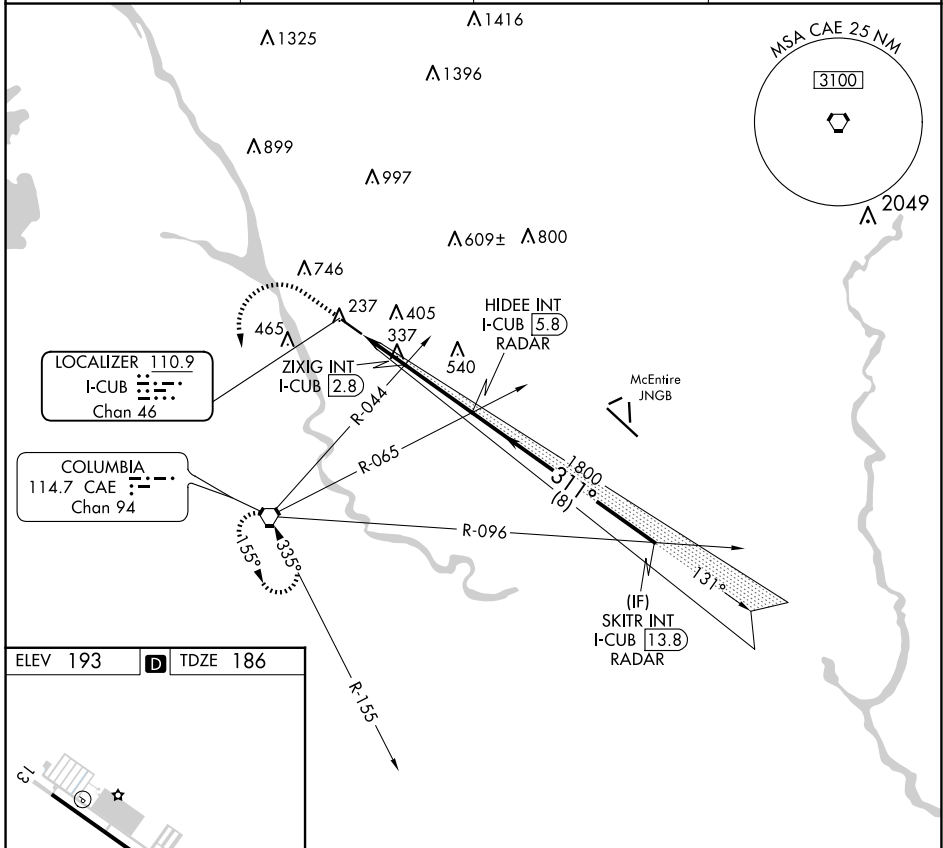 1416
1325
1396
MSA CAE 25 NM
3100
899
997
2049
609± 800
746
HIDEE INT
I-CUB 5.8
RADAR
237
405
465
337
ZIXIG INT
I-CUB 2.8
540
LOCALIZER 110.9
I-CUB
Chan 46
McEntire
JNGB
R-044
R-065
COLUMBIA
114.7 CAE
Chan 94
1800
311°
(8)
R-096
155°
335°
131°
(IF)
SKITR INT
I-CUB 13.8
RADAR
ELEV 193 D TDZE 186
R-155
13
P